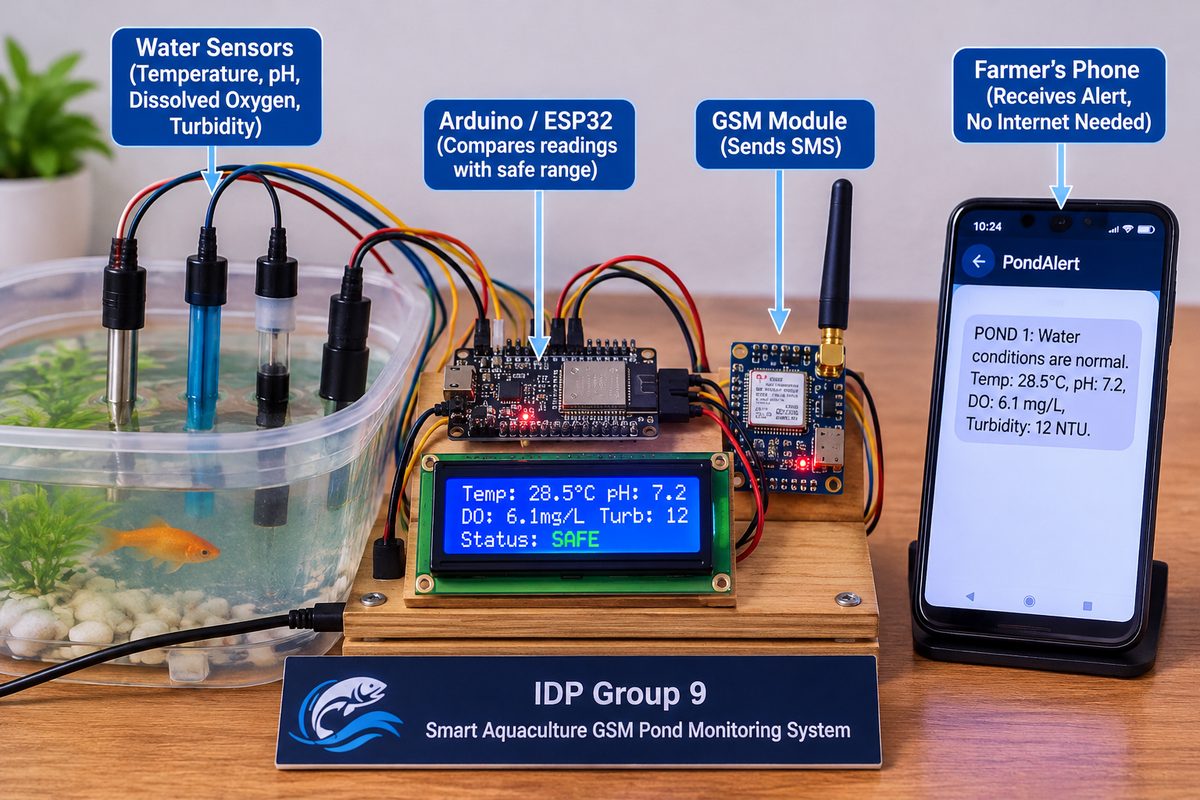 Water Sensors
(Temperature, pH,
Dissolved Oxygen,
Turbidity)
Arduino / ESP32
(Compares readings
with safe range)
GSM Module
(Sends SMS)
Farmer's Phone
(Receives Alert,
No Internet Needed)
10:24
PondAlert
POND 1: Water
conditions are normal.
Temp: 28.5°C, pH: 7.2,
DO: 6.1 mg/L,
Turbidity: 12 NTU.
Temp: 28.5°C pH: 7.2
DO: 6.1mg/L Turb: 12
Status: SAFE
IDP Group 9
Smart Aquaculture GSM Pond Monitoring System